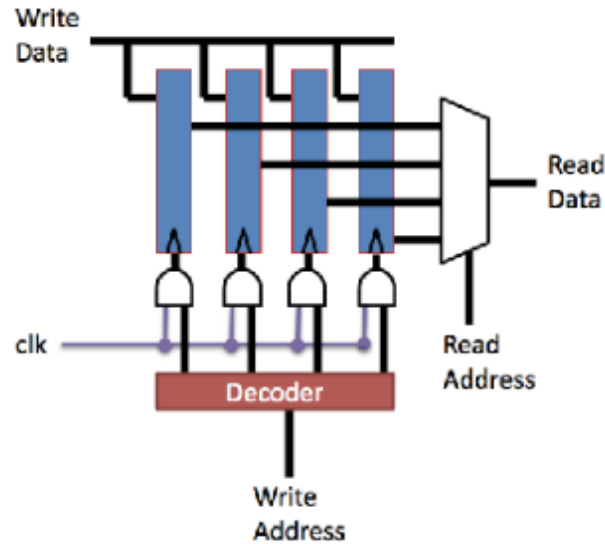 Write
Data
Read
Data
clk
Read
Address
Decoder
Write
Address